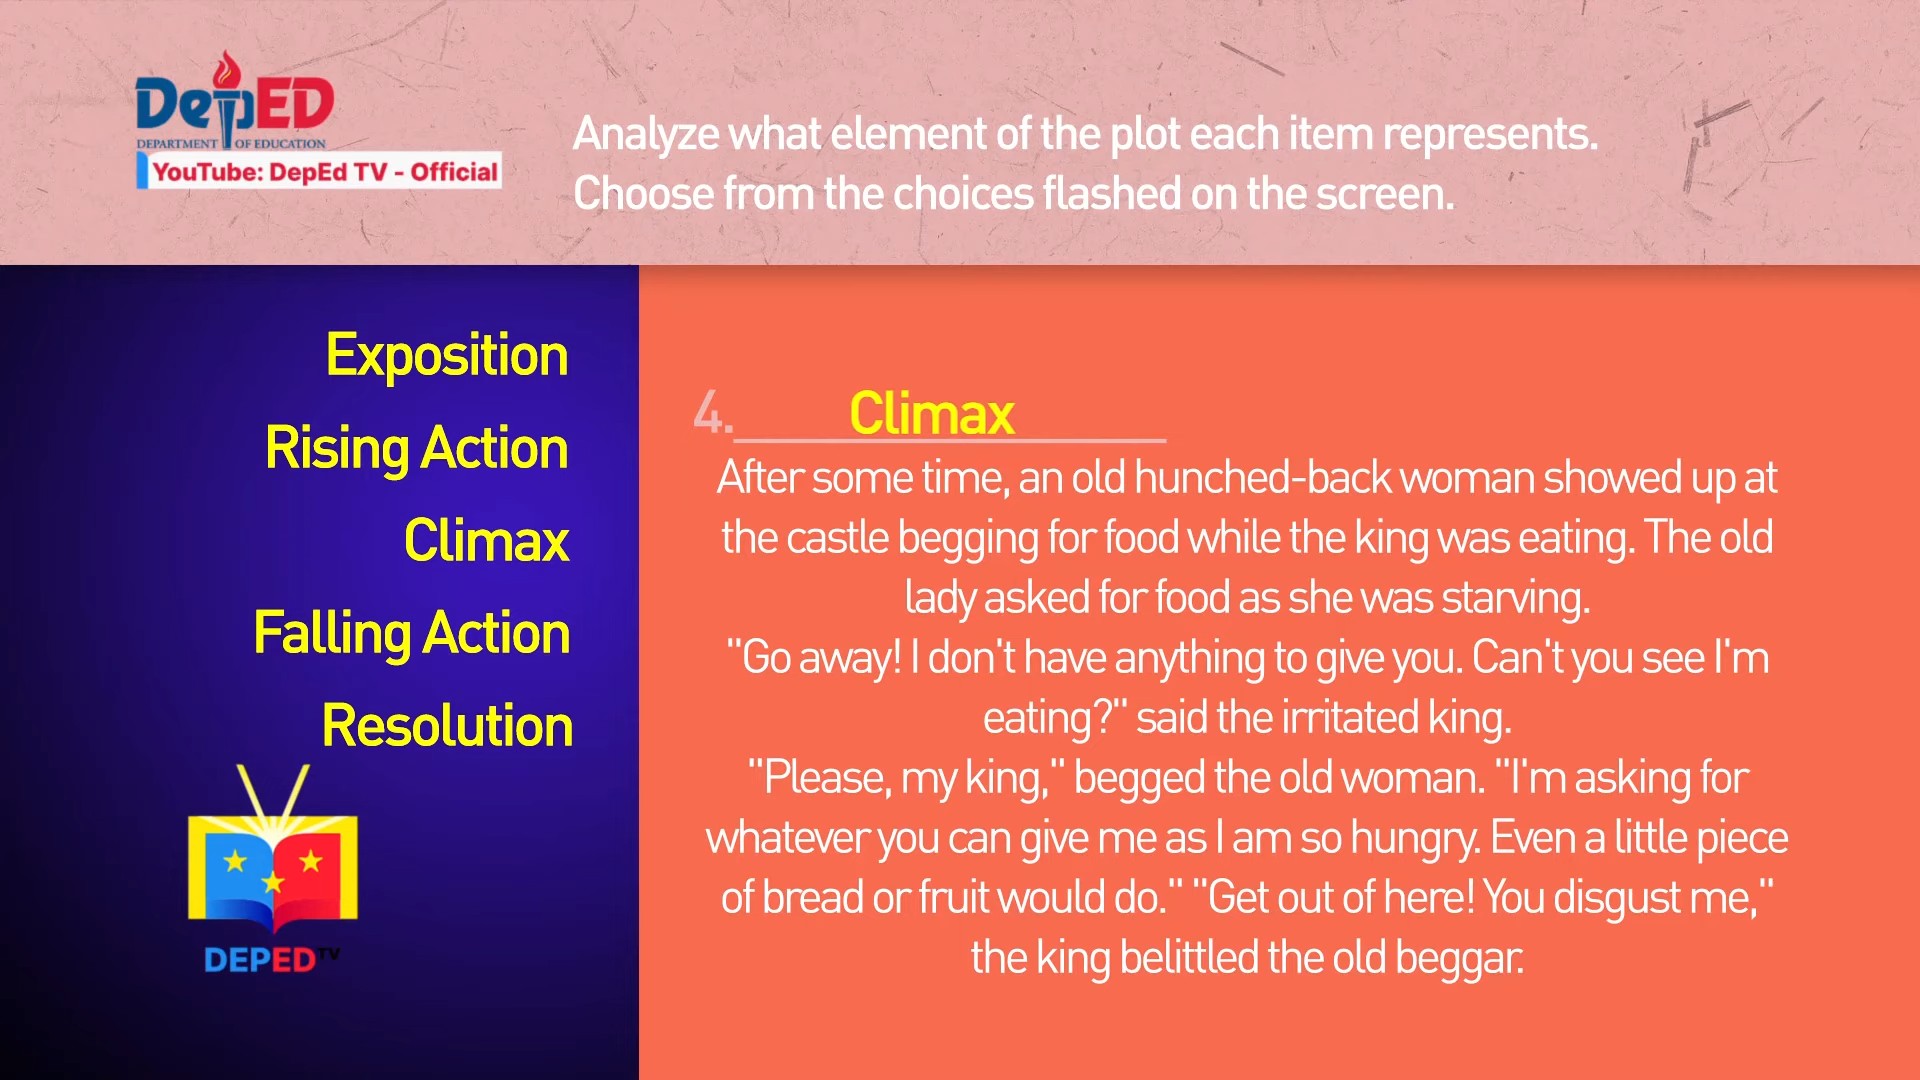 DepED
DEPARTMENT OF EDUCATION
YouTube: DepEd TV - Official
Analyze what element of the plot each item represents.
Choose from the choices flashed on the screen.
Exposition
Rising Action
Climax
Falling Action
Resolution
DEPED TV
4. Climax
After some time, an old hunched-back woman showed up at
the castle begging for food while the king was eating. The old
lady asked for food as she was starving.
"Go away! I don't have anything to give you. Can't you see I'm
eating?" said the irritated king.
"Please, my king," begged the old woman. "I'm asking for
whatever you can give me as I am so hungry. Even a little piece
of bread or fruit would do." "Get out of here! You disgust me,"
the king belittled the old beggar.